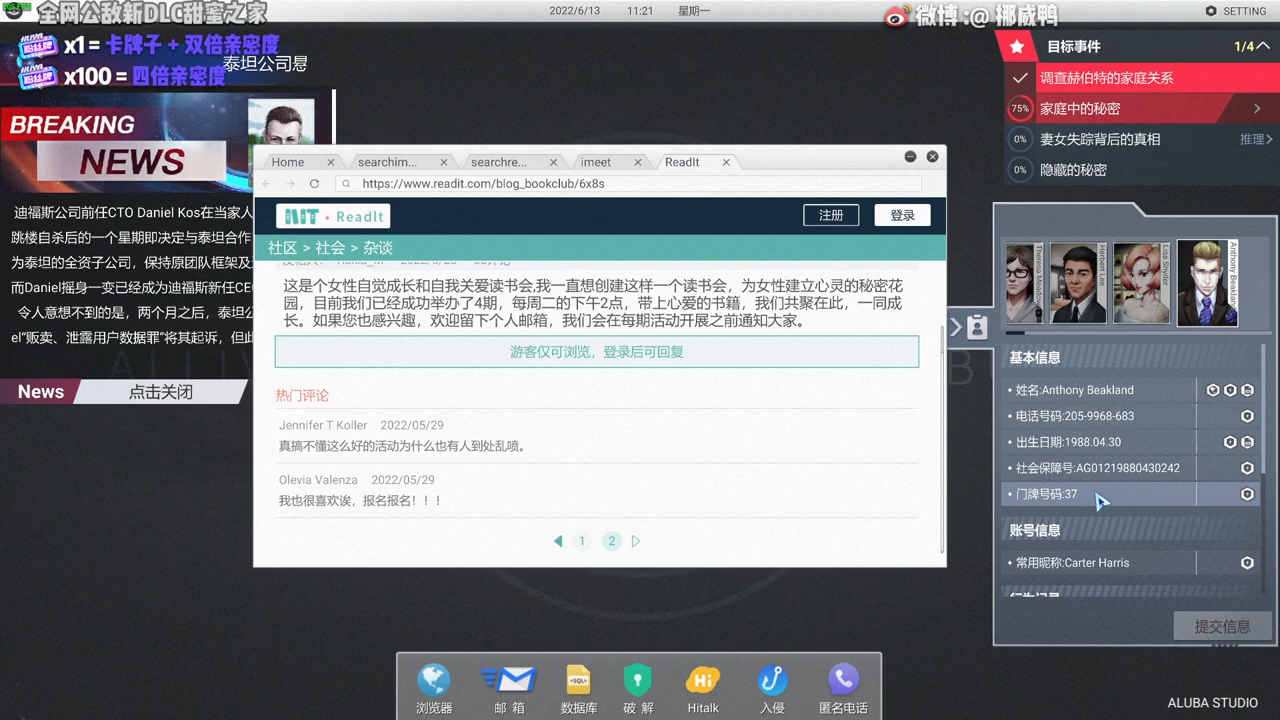 全网公敌新DLC甜蜜之家
2022/6/13 11:21 星期一
微博:@ 挪威鸭
SETTING
x1 = 卡牌子 + 双倍亲密度
x100 = 四倍亲密度
泰坦公司
BREAKING
NEWS
迪福斯公司前任CTO Daniel Kos在当家人
跳楼自杀后的一个星期即决定与泰坦合作
为泰坦的全资子公司，保持原团队框架及
而Daniel摇身一变已经成为迪福斯新任CE
令人意想不到的是，两个月之后，泰坦公
el“贩卖、泄露用户数据罪”将其起诉，但此
News 点击关闭
Home searchim... searchre... imeet ReadIt
https://www.readit.com/blog_bookclub/6x8s
ReadIt
注册 登录
社区 > 社会 > 杂谈
这是个女性自觉成长和自我关爱读书会,我一直想创建这样一个读书会，为女性建立心灵的秘密花
园，目前我们已经成功举办了4期，每周二的下午2点，带上心爱的书籍，我们共聚在此，一同成
长。如果您也感兴趣，欢迎留下个人邮箱，我们会在每期活动开展之前通知大家。
游客仅可浏览，登录后可回复
热门评论
Jennifer T Koller 2022/05/29
真搞不懂这么好的活动为什么也有人到处乱喷。
Olevia Valenza 2022/05/29
我也很喜欢诶，报名报名！！！
1 2
目标事件 1/4
调查赫伯特的家庭关系
75% 家庭中的秘密
0% 妻女失踪背后的真相 推理
0% 隐藏的秘密
Anthony Beakland
基本信息
• 姓名:Anthony Beakland
• 电话号码:205-9968-683
• 出生日期:1988.04.30
• 社会保障号:AG01219880430242
• 门牌号码:37
账号信息
• 常用昵称:Carter Harris
提交信息
浏览器 邮 箱 数据库 破 解 Hitalk 入侵 匿名电话
ALUBA STUDIO